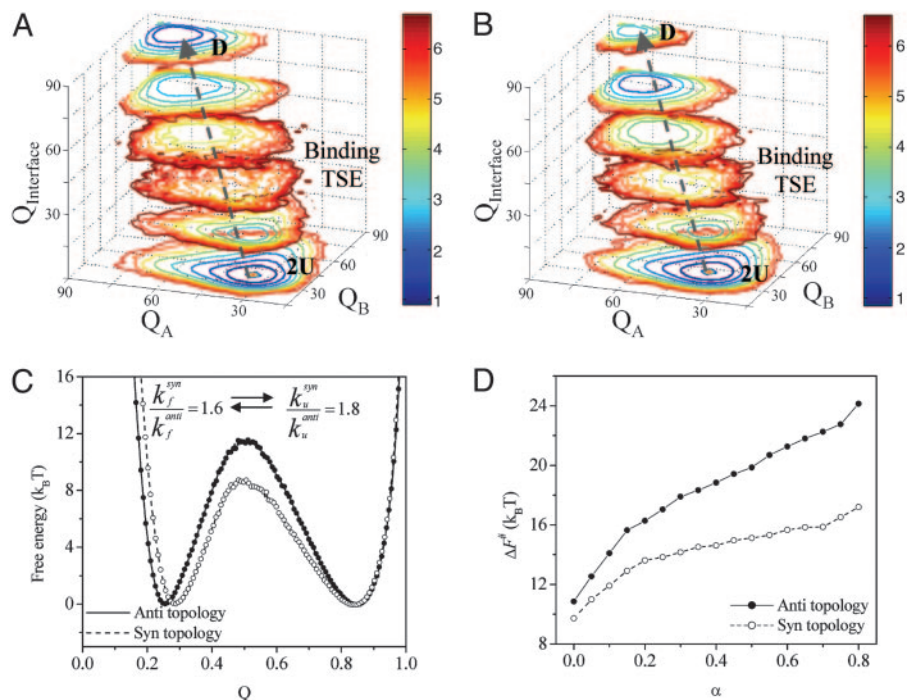 A
D
90
60
30
Q_Interface
Binding
TSE
2U
90
60
30
Q_A
30
60
90
Q_B
6
5
4
3
2
1
B
D
90
60
30
Q_Interface
Binding
TSE
2U
90
60
30
Q_A
30
60
90
Q_B
6
5
4
3
2
1
C
16
12
8
4
0
Free energy (k_BT)
k_f^syn / k_f^anti = 1.6
k_u^syn / k_u^anti = 1.8
Anti topology
Syn topology
0.0 0.2 0.4 0.6 0.8 1.0
Q
D
24
20
16
12
8
ΔF^# (k_BT)
Anti topology
Syn topology
0.0 0.2 0.4 0.6 0.8
α